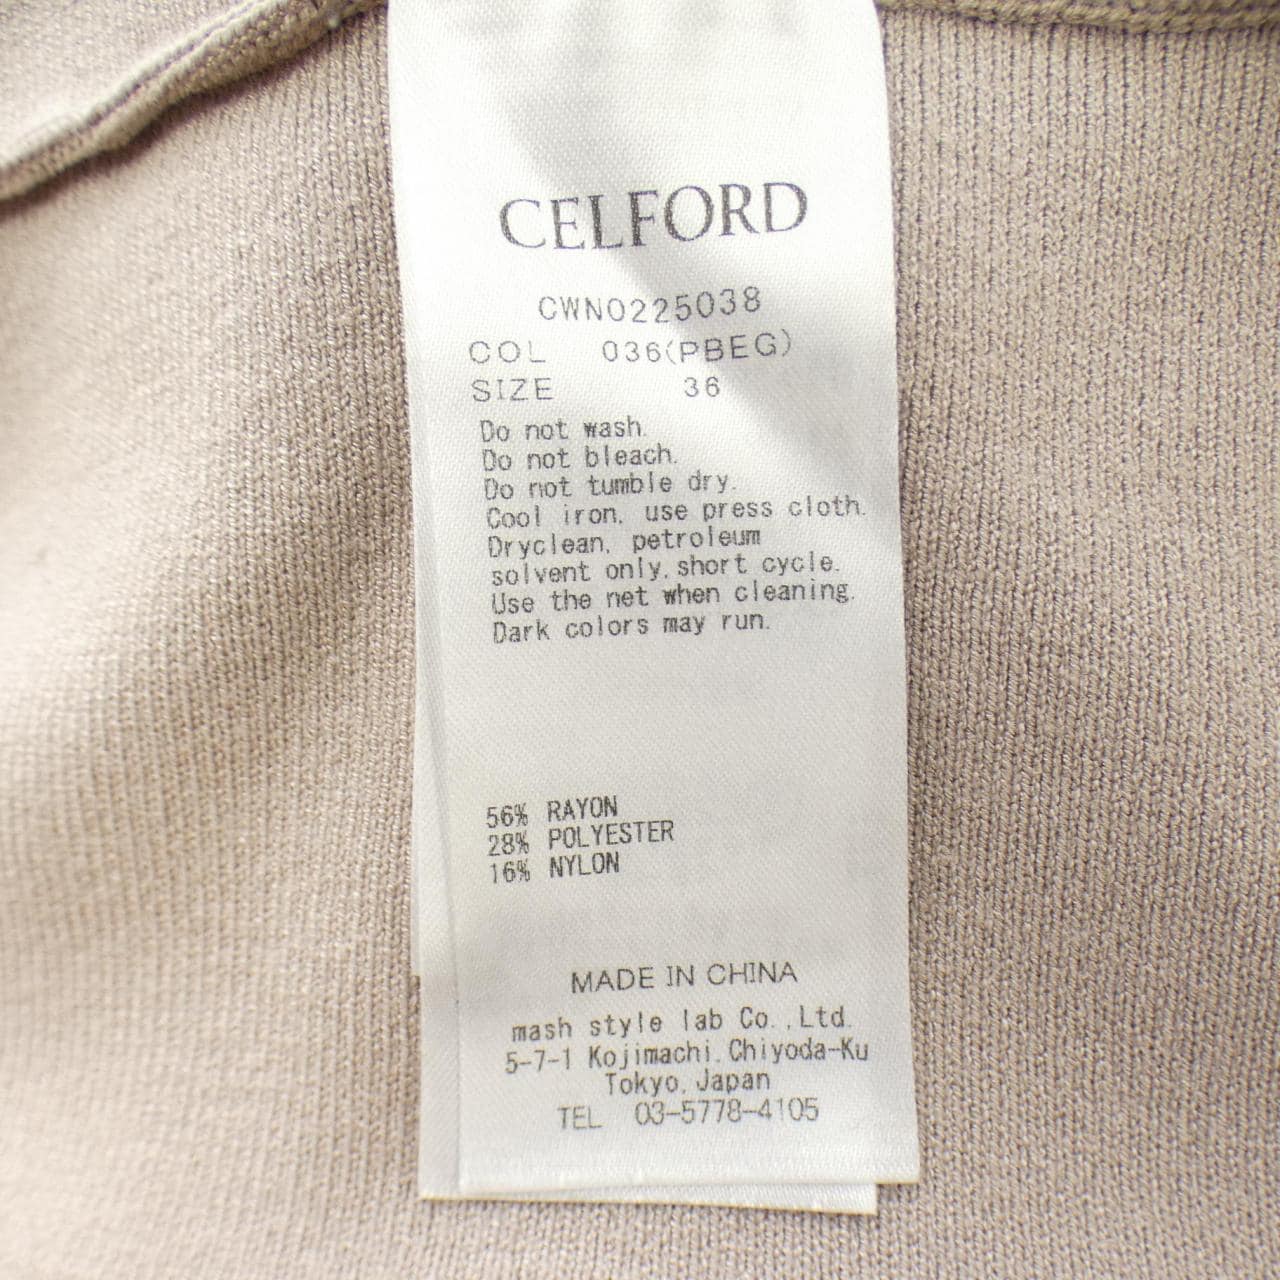 CELFORD
CWNO225038
COL 036(PBEG)
SIZE 36
Do not wash.
Do not bleach.
Do not tumble dry.
Cool iron, use press cloth.
Dryclean, petroleum
solvent only, short cycle.
Use the net when cleaning.
Dark colors may run.
56% RAYON
28% POLYESTER
16% NYLON
MADE IN CHINA
mash style lab Co.,Ltd.
5-7-1 Kojimachi, Chiyoda-Ku
Tokyo, Japan
TEL 03-5778-4105